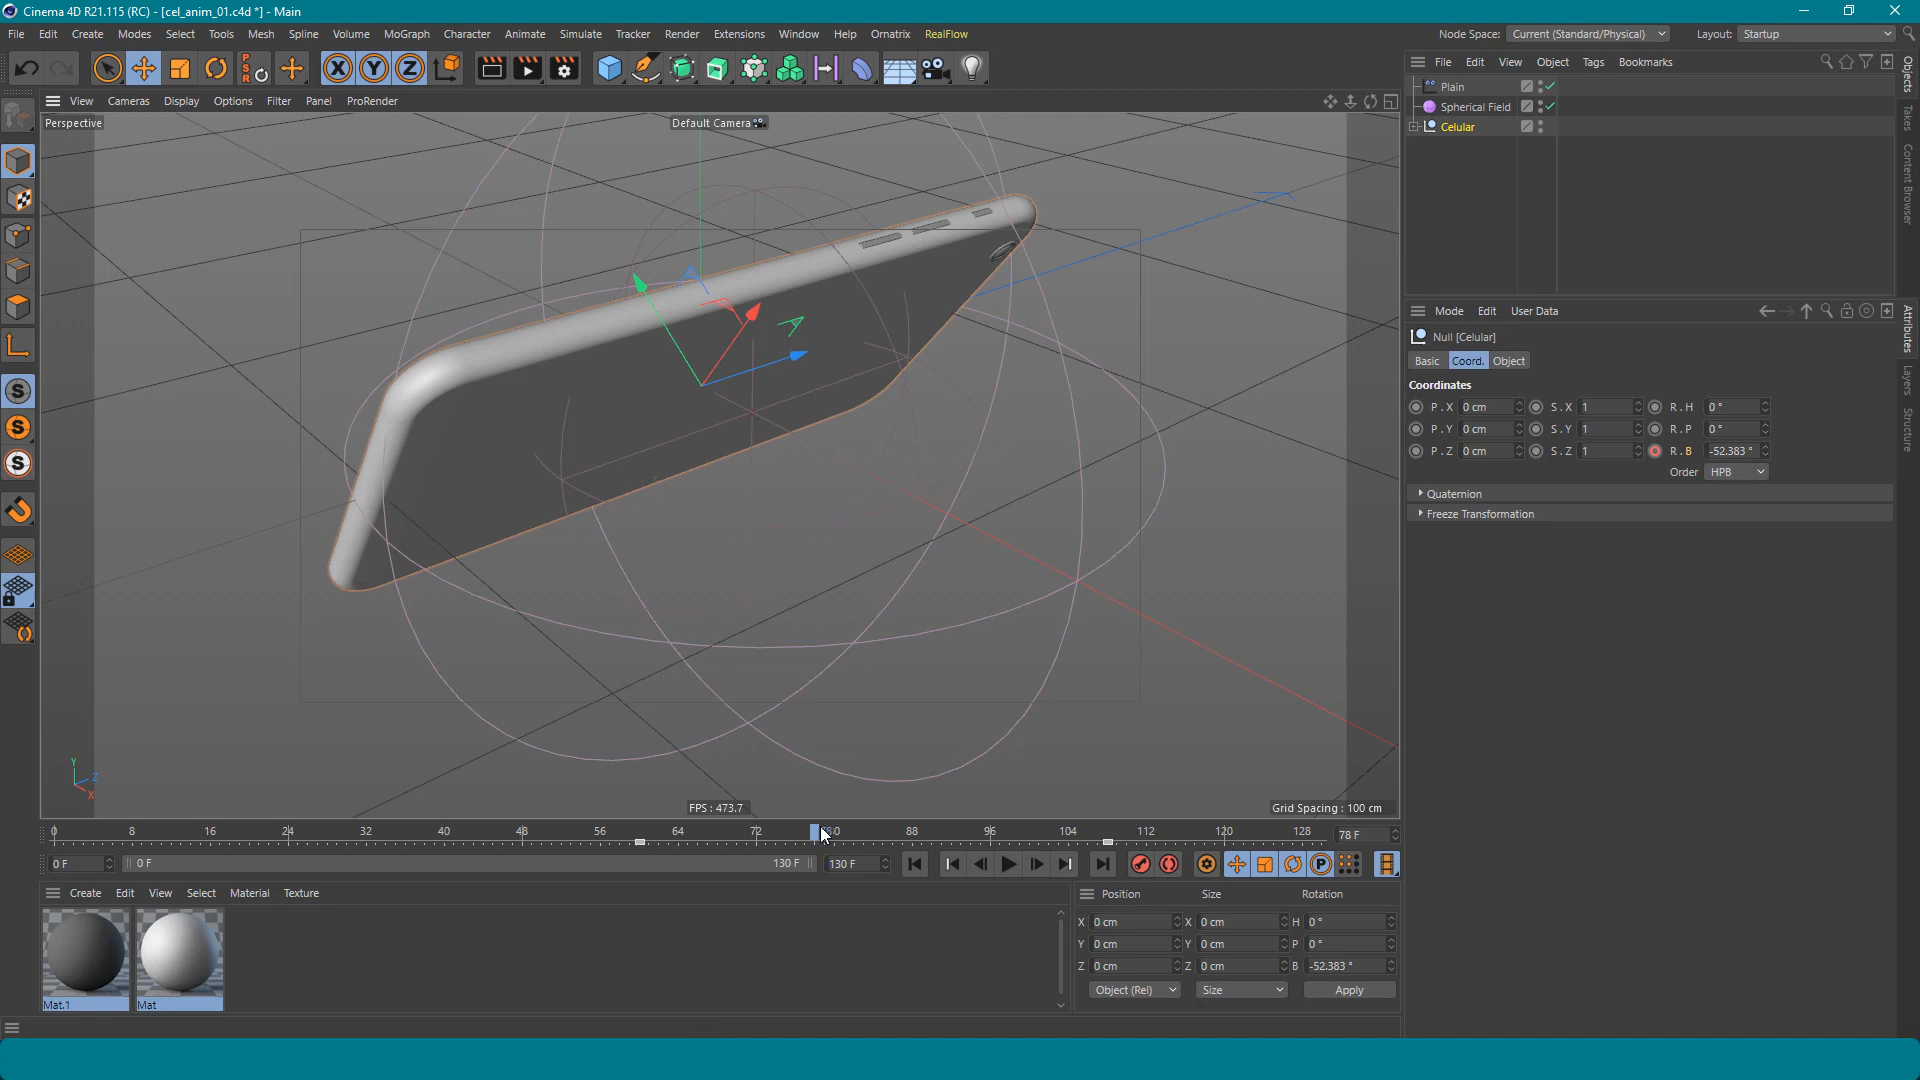 Cinema 4D R21.115 (RC) - [cel_anim_01.c4d *] - Main
File Edit Create Modes Select Tools Mesh Spline Volume MoGraph Character Animate Simulate Tracker Render Extensions Window Help Ornatrix RealFlow
Node Space: Current (Standard/Physical) Layout: Startup
View Cameras Display Options Filter Panel ProRender
Perspective
Default Camera
File Edit View Object Tags Bookmarks
Plain
Spherical Field
Celular
Objects
Takes
Content Browser
Mode Edit User Data
Null [Celular]
Basic Coord. Object
Coordinates
P . X 0 cm S . X 1 R . H 0 °
P . Y 0 cm S . Y 1 R . P 0 °
P . Z 0 cm S . Z 1 R . B -52.383 °
Order HPB
Quaternion
Freeze Transformation
Attributes
Layers
Structure
P
S
R
X Y Z
S
S
S
Y
Z
X
FPS : 473.7
Grid Spacing : 100 cm
0 8 16 24 32 40 48 56 64 72 88 96 104 112 120 128 78 F
0 F 0 F 130 F 130 F
P
Create Edit View Select Material Texture
Mat.1 Mat
Position Size Rotation
X 0 cm X 0 cm H 0 °
Y 0 cm Y 0 cm P 0 °
Z 0 cm Z 0 cm B -52.383 °
Object (Rel) Size Apply